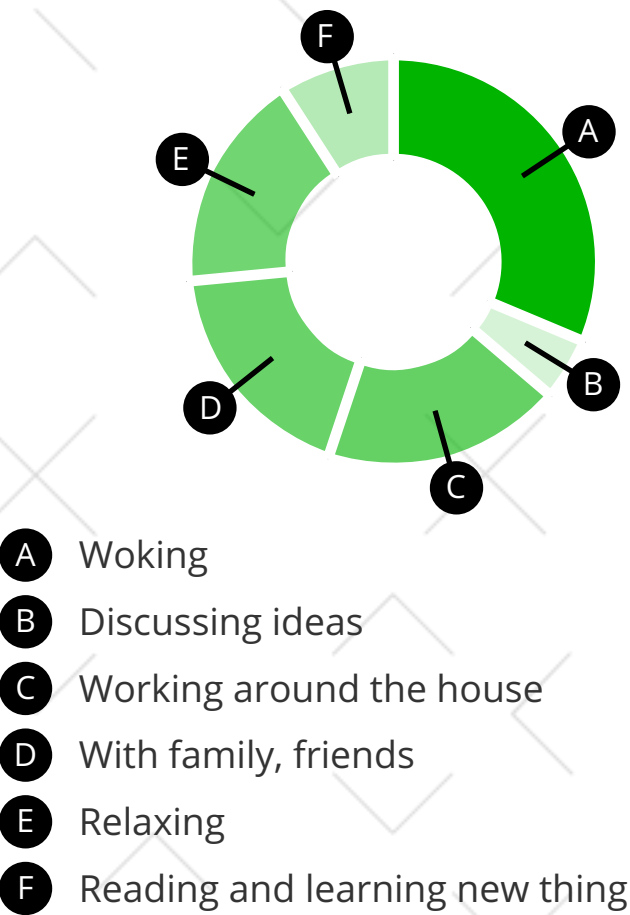 F
A
E
B
D
C
A Woking
B Discussing ideas
C Working around the house
D With family, friends
E Relaxing
F Reading and learning new thing